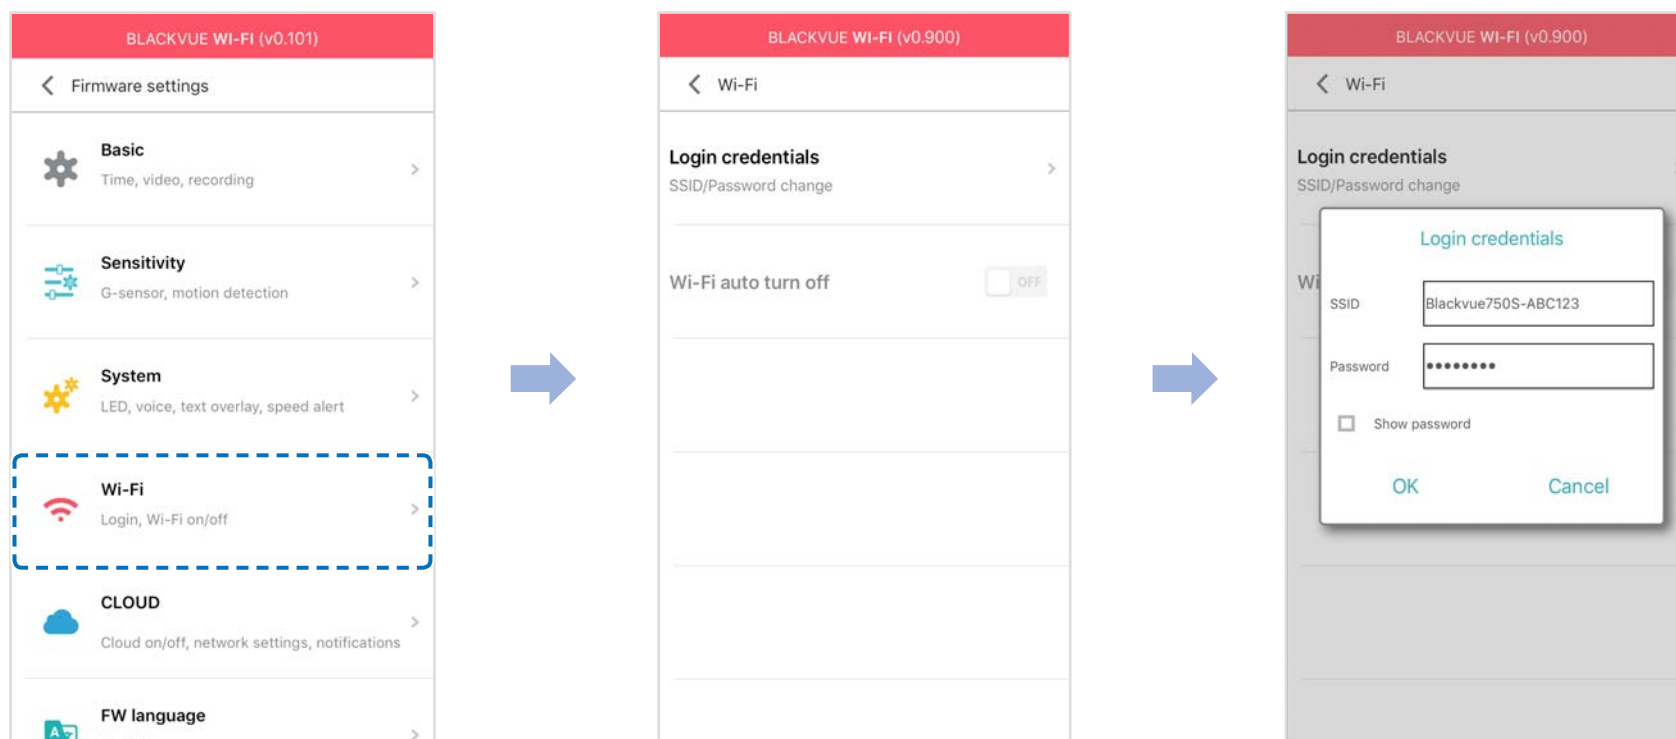 BLACKVUE WI-FI (v0.101)
Firmware settings
Basic
Time, video, recording
Sensitivity
G-sensor, motion detection
System
LED, voice, text overlay, speed alert
Wi-Fi
Login, Wi-Fi on/off
CLOUD
Cloud on/off, network settings, notifications
FW language
A
BLACKVUE WI-FI (v0.900)
Wi-Fi
Login credentials
SSID/Password change
Wi-Fi auto turn off
OFF
BLACKVUE WI-FI (v0.900)
Wi-Fi
Login credentials
SSID/Password change
Wi
Login credentials
SSID
Blackvue750S-ABC123
Password
••••••••
Show password
OK
Cancel